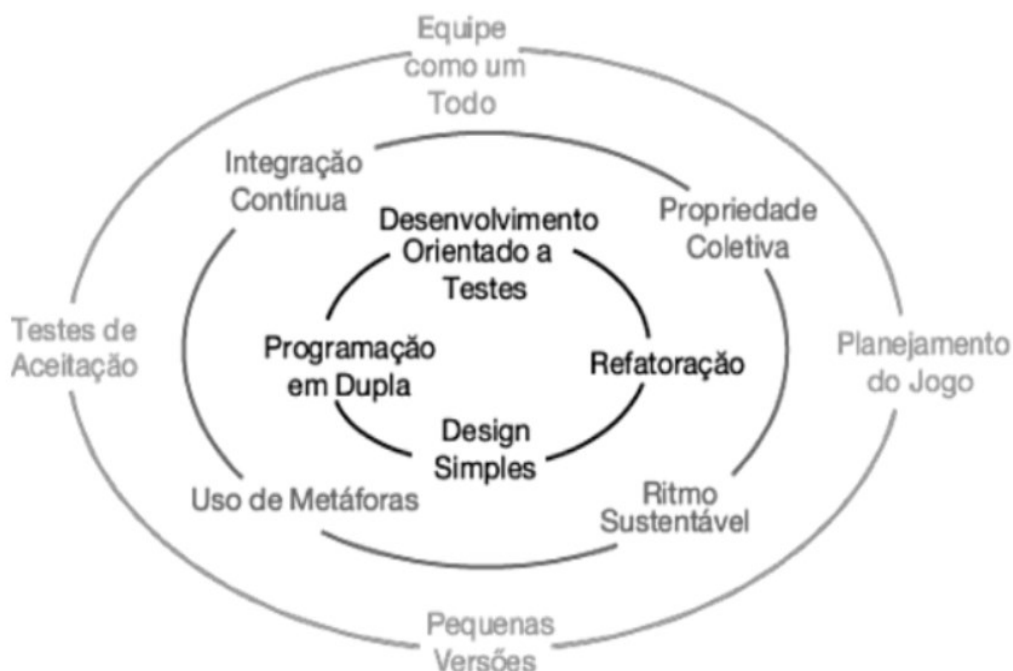 Equipe
como um
Todo
Integração
Contínua
Desenvolvimento
Orientado a
Testes
Propriedade
Coletiva
Testes de
Aceitação
Programação
em Dupla
Refatoração
Planejamento
do Jogo
Design
Simples
Uso de Metáforas
Ritmo
Sustentável
Pequenas
Versões